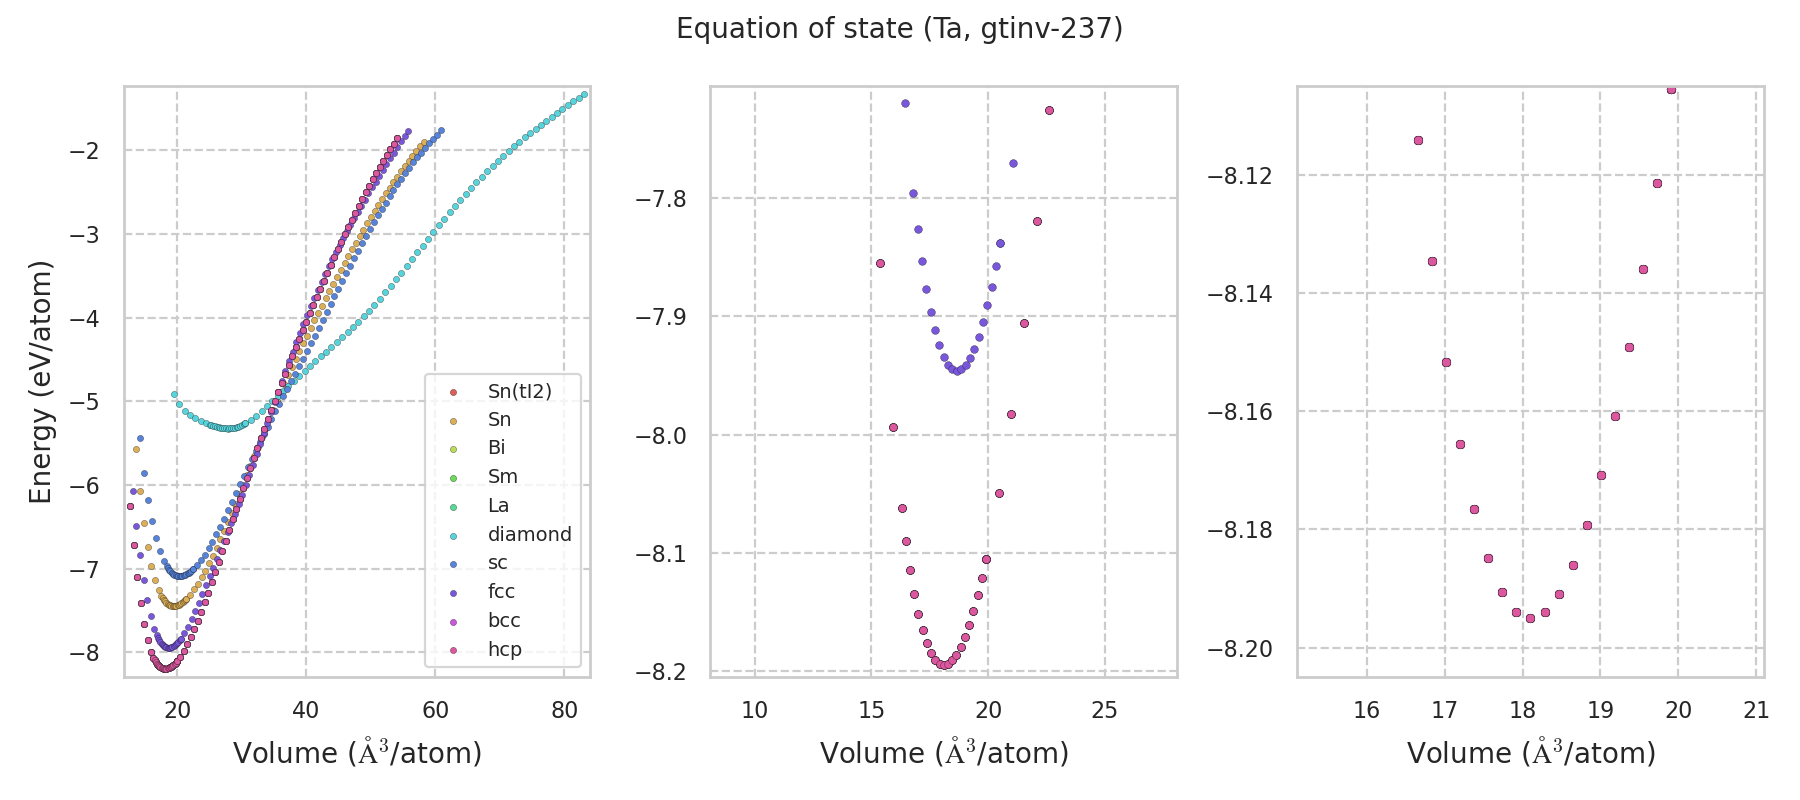 Equation of state (Ta, gtinv-237)
Energy (eV/atom)
−2
−3
−4
−5
−6
−7
−8
20
40
60
80
Volume (Å³/atom)
Sn(tI2)
Sn
Bi
Sm
La
diamond
sc
fcc
bcc
hcp
−7.8
−7.9
−8.0
−8.1
−8.2
10
15
20
25
Volume (Å³/atom)
−8.12
−8.14
−8.16
−8.18
−8.20
16
17
18
19
20
21
Volume (Å³/atom)